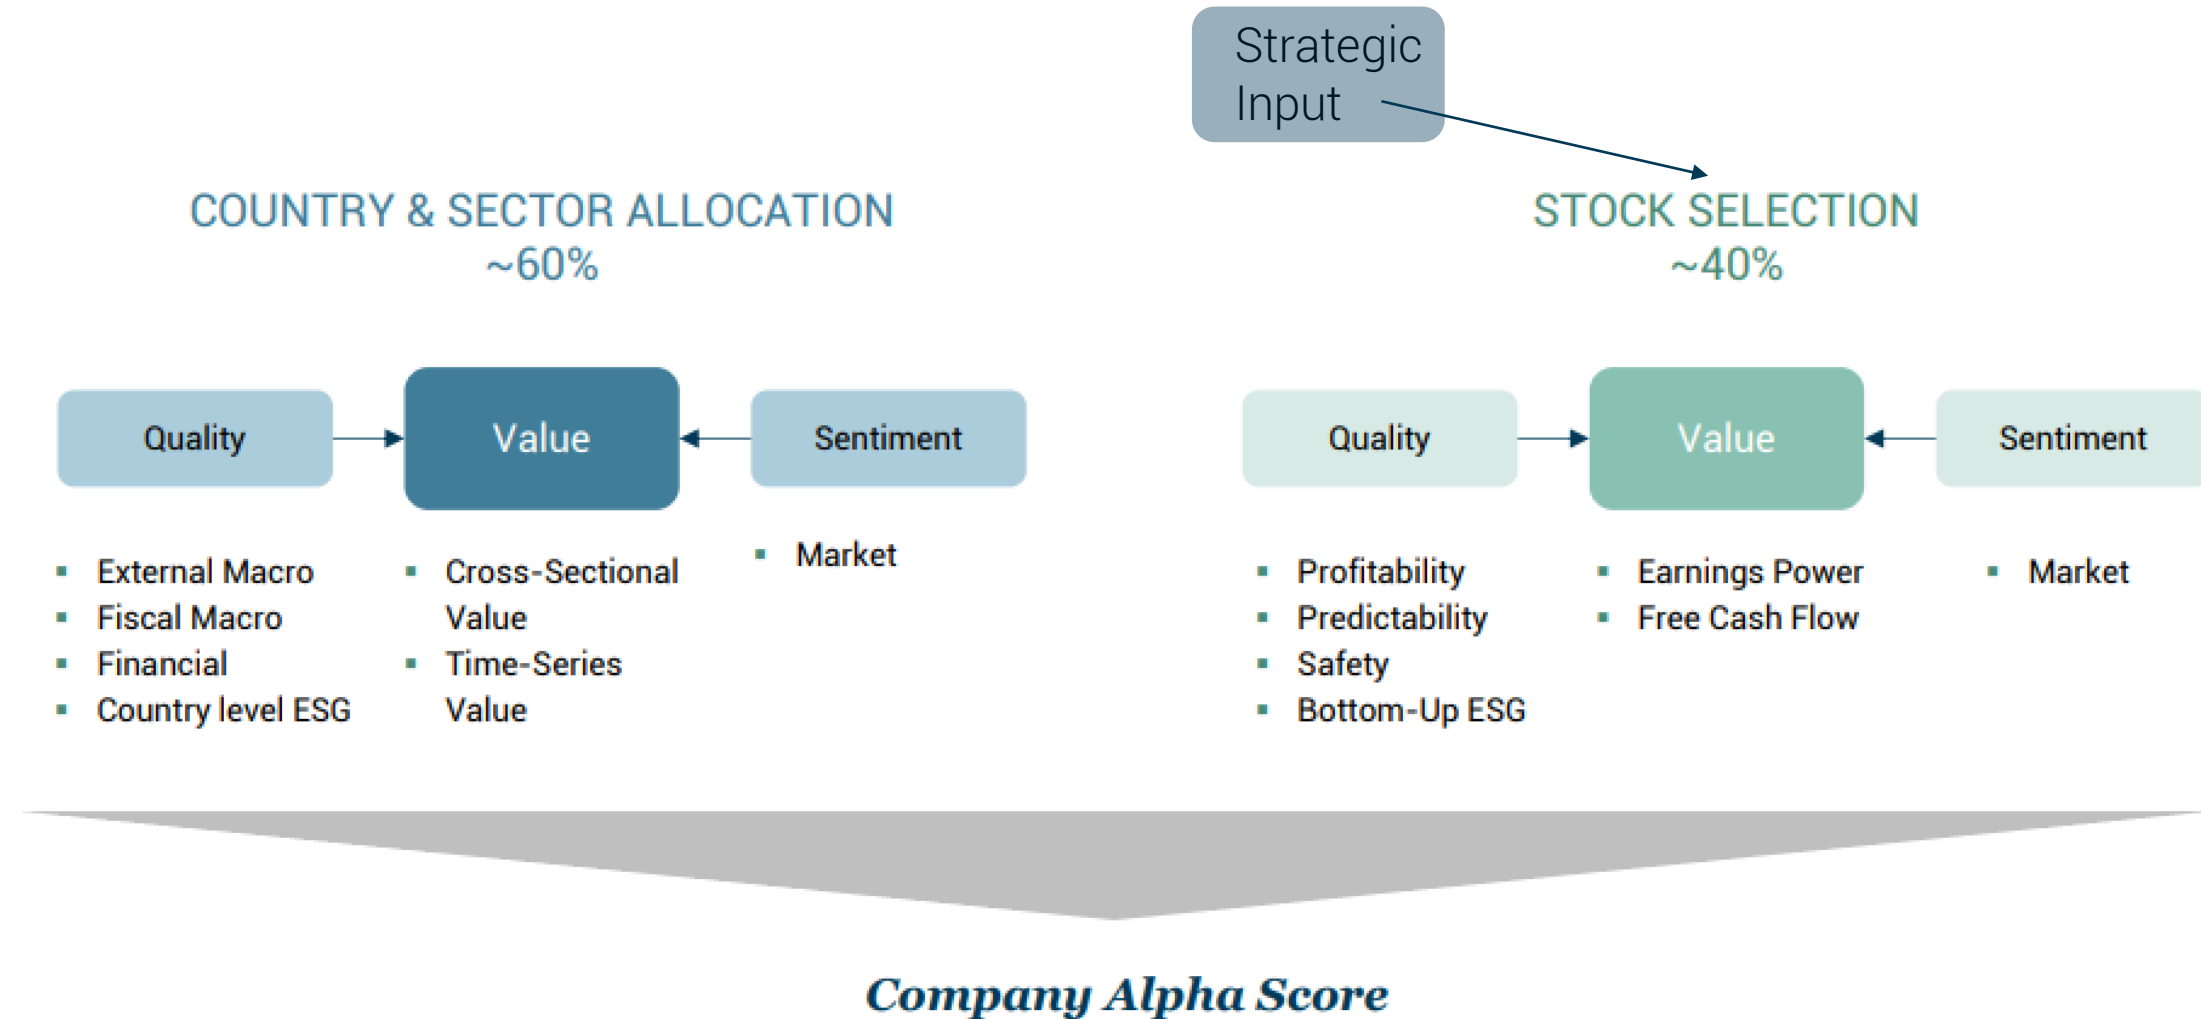 Strategic
Input
COUNTRY & SECTOR ALLOCATION
~60%
STOCK SELECTION
~40%
Quality
Value
Sentiment
Quality
Value
Sentiment
▪ External Macro
▪ Fiscal Macro
▪ Financial
▪ Country level ESG
▪ Cross-Sectional
Value
▪ Time-Series
Value
▪ Market
▪ Profitability
▪ Predictability
▪ Safety
▪ Bottom-Up ESG
▪ Earnings Power
▪ Free Cash Flow
▪ Market
Company Alpha Score